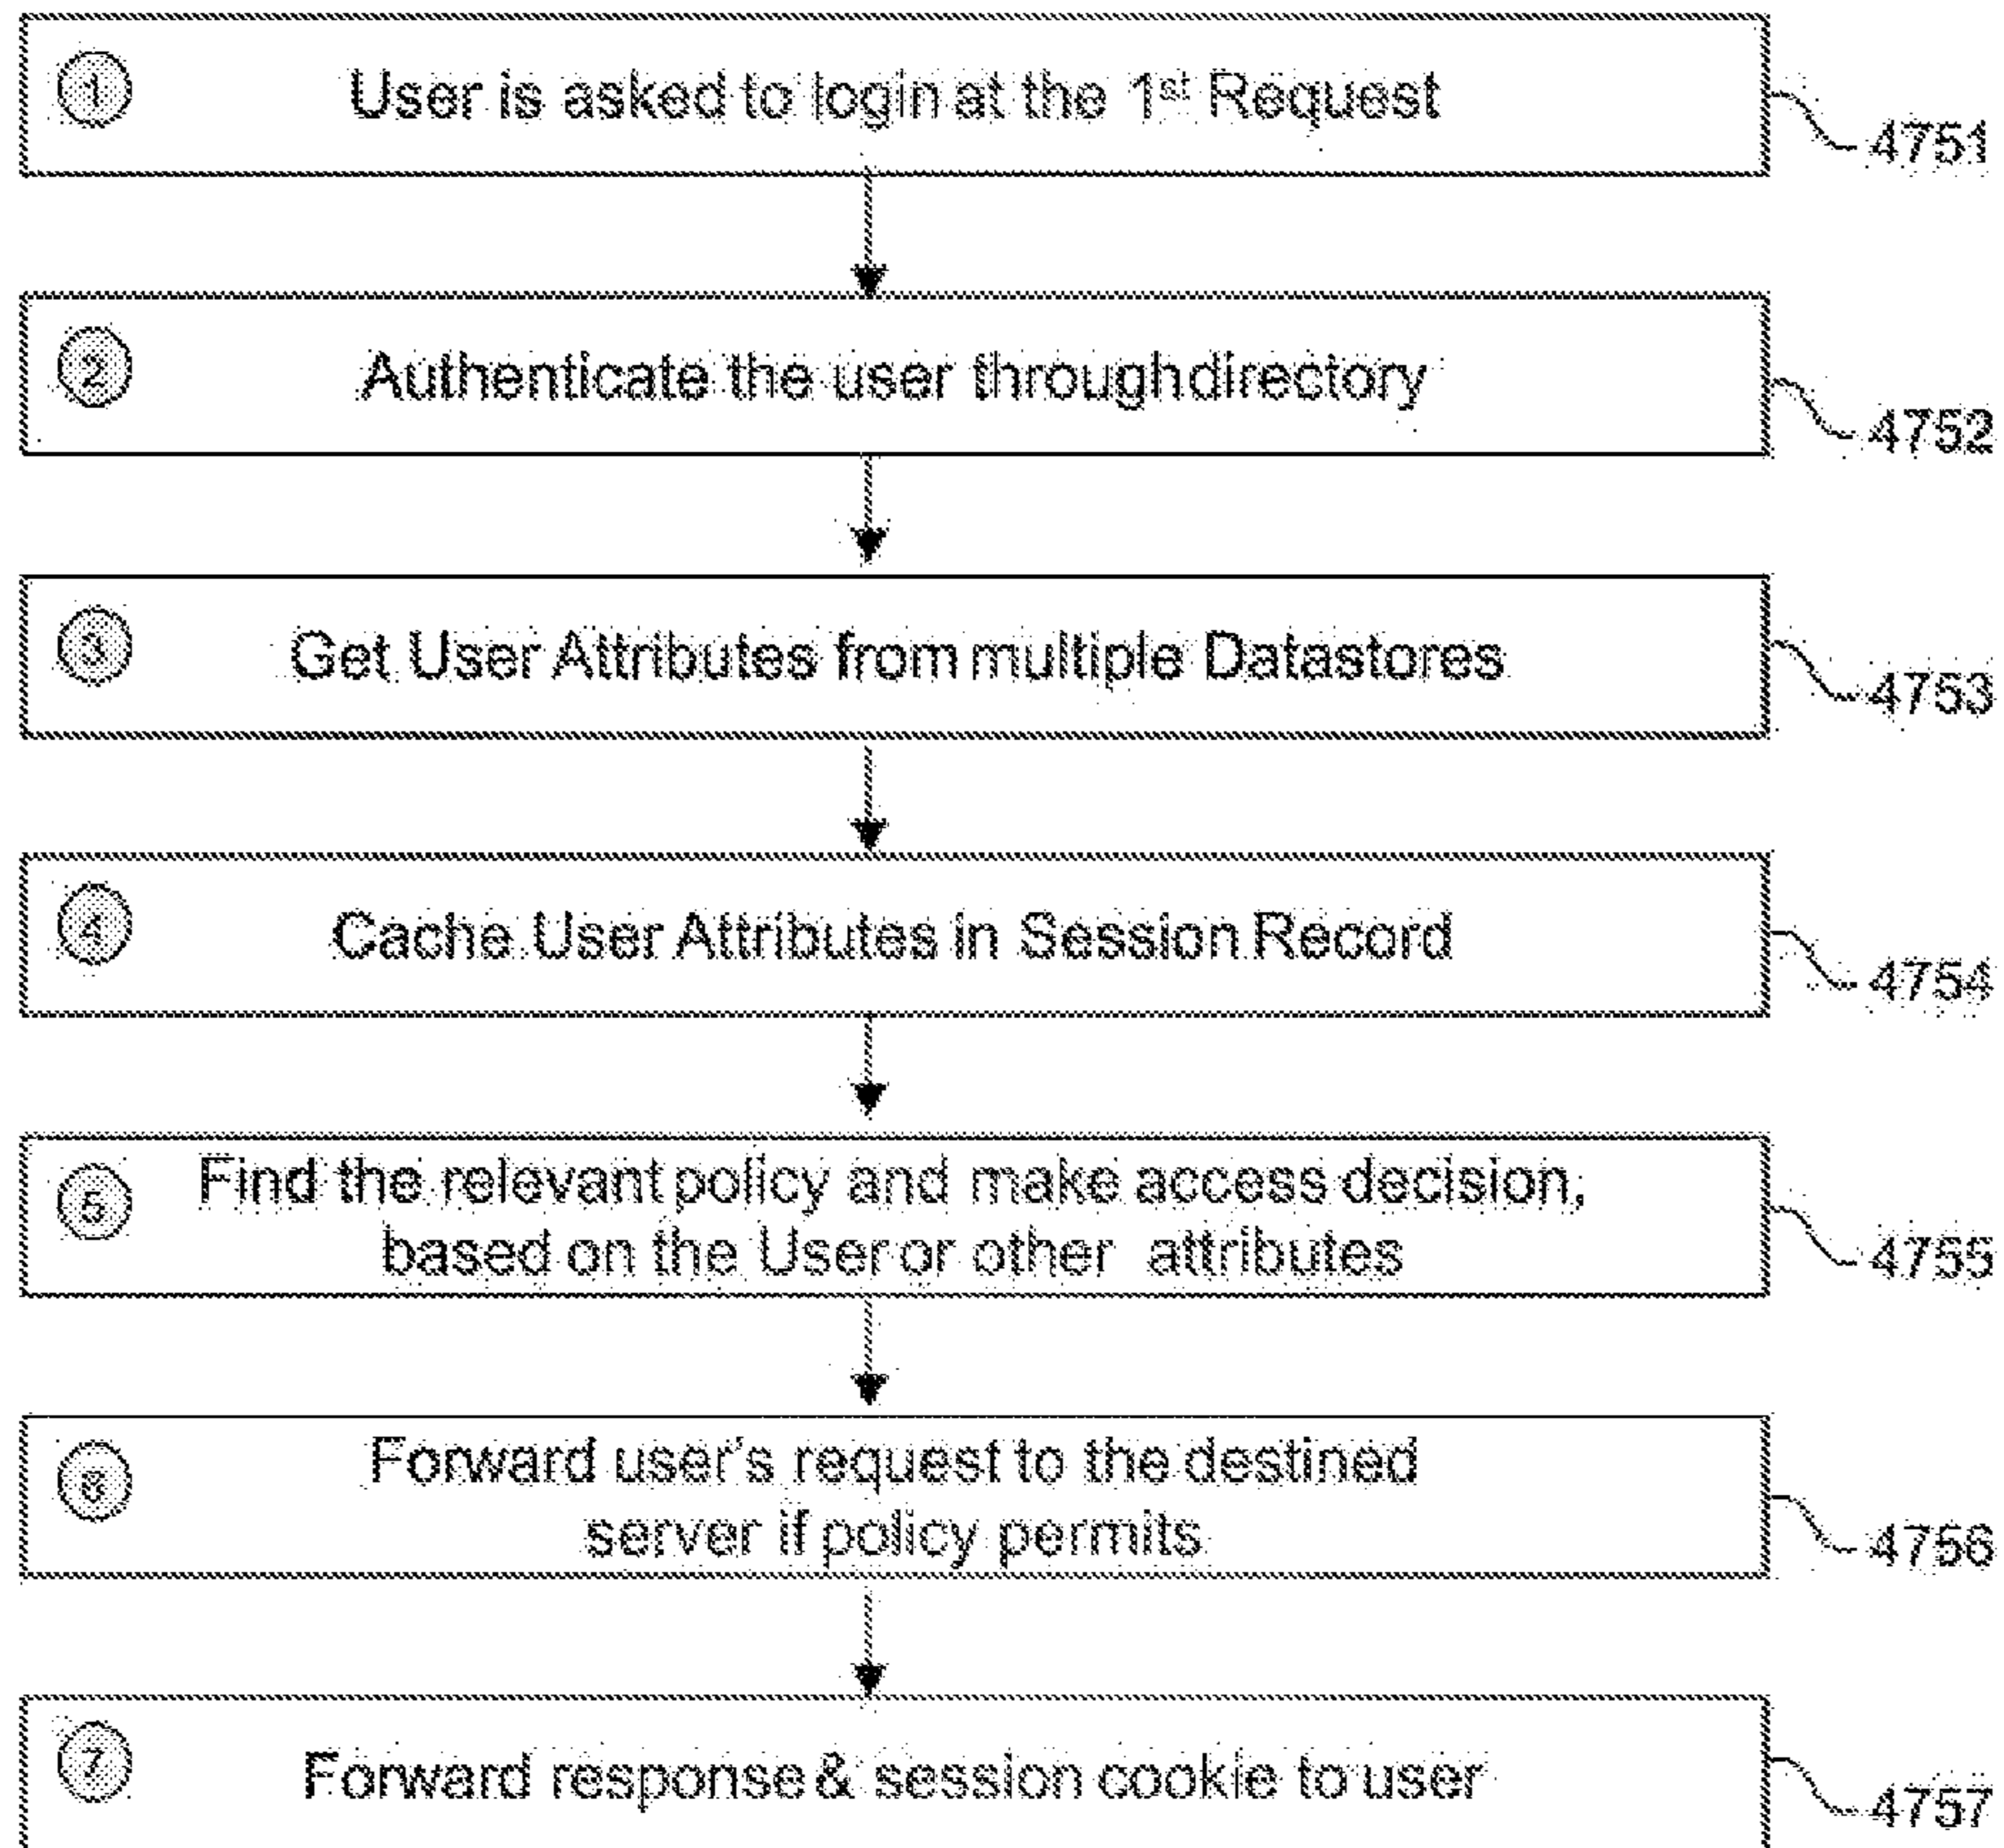 1 User is asked to login at the 1st Request
4751
2 Authenticate the user through directory
4752
3 Get User Attributes from multiple Datastores
4753
4 Cache User Attributes in Session Record
4754
5 Find the relevant policy and make access decision,
based on the User or other attributes
4755
6 Forward user's request to the destined
server if policy permits
4756
7 Forward response & session cookie to user
4757